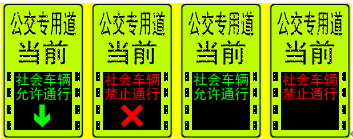 公交专用道
当前
社会车辆
允许通行
公交专用道
当前
社会车辆
禁止通行
公交专用道
当前
社会车辆
允许通行
公交专用道
当前
社会车辆
禁止通行